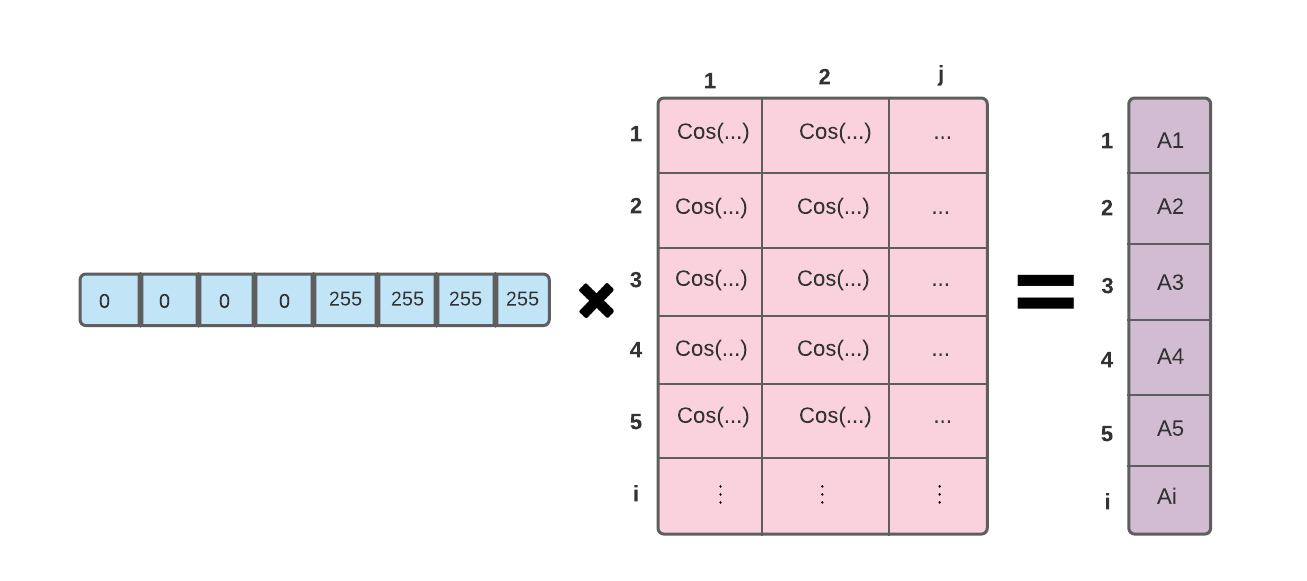 1 2 j
1 Cos(...) Cos(...) ... 1 A1
2 Cos(...) Cos(...) ... 2 A2
0 0 0 0 255 255 255 255 × 3 Cos(...) Cos(...) ... = 3 A3
4 Cos(...) Cos(...) ... 4 A4
5 Cos(...) Cos(...) ... 5 A5
i ⋮ ⋮ ⋮ i Ai